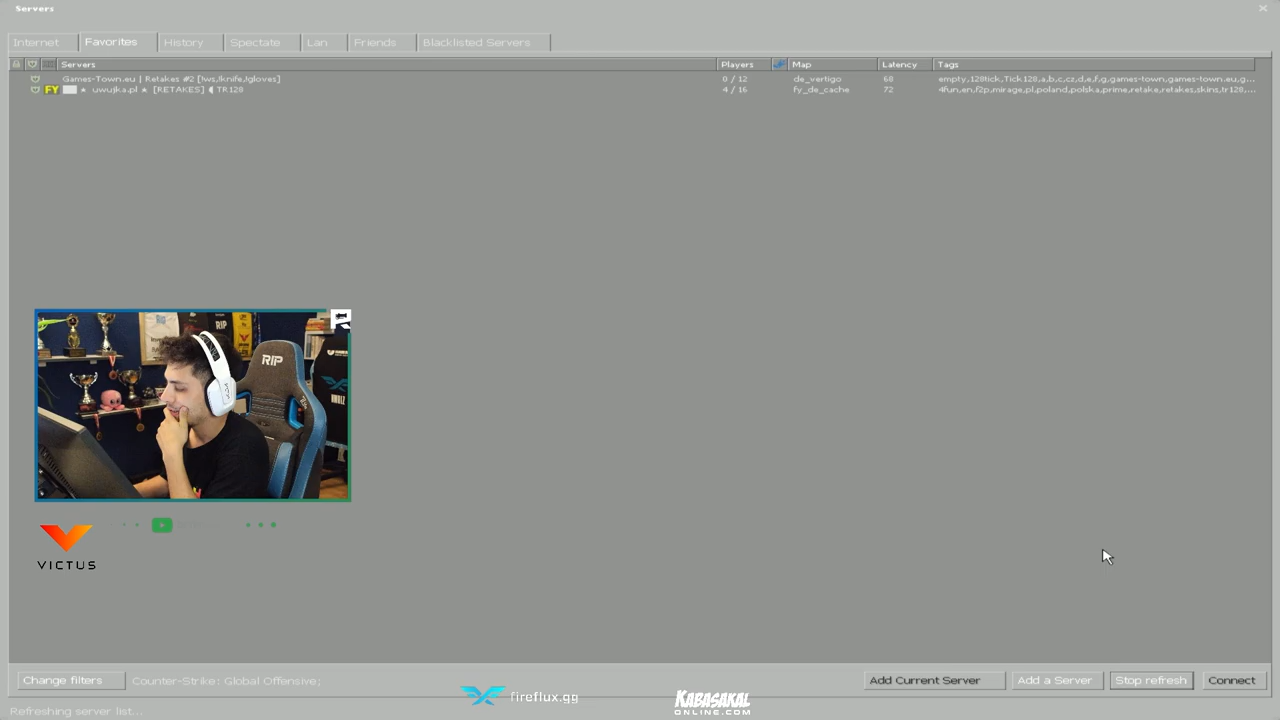 Servers
Internet
Favorites
History
Spectate
Lan
Friends
Blacklisted Servers
Servers Players Map Latency Tags
Games-Town.eu | Retakes #2 [!ws,!knife,!gloves] 0 / 12 de_vertigo 68 empty,128tick,Tick128,a,b,c,cz,d,e,f,g,games-town,games-town.eu,g...
FY ★ uwujka.pl ★ [RETAKES] TR128 4 / 16 fy_de_cache 72 4fun,en,f2p,mirage,pl,poland,polska,prime,retake,retakes,skins,tr128,...
RIP
RIP
VICTUS
Change filters
Counter-Strike: Global Offensive;
Add Current Server
Add a Server
Stop refresh
Connect
fireflux.gg
KABASAKAL
ONLINE.COM
Refreshing server list...